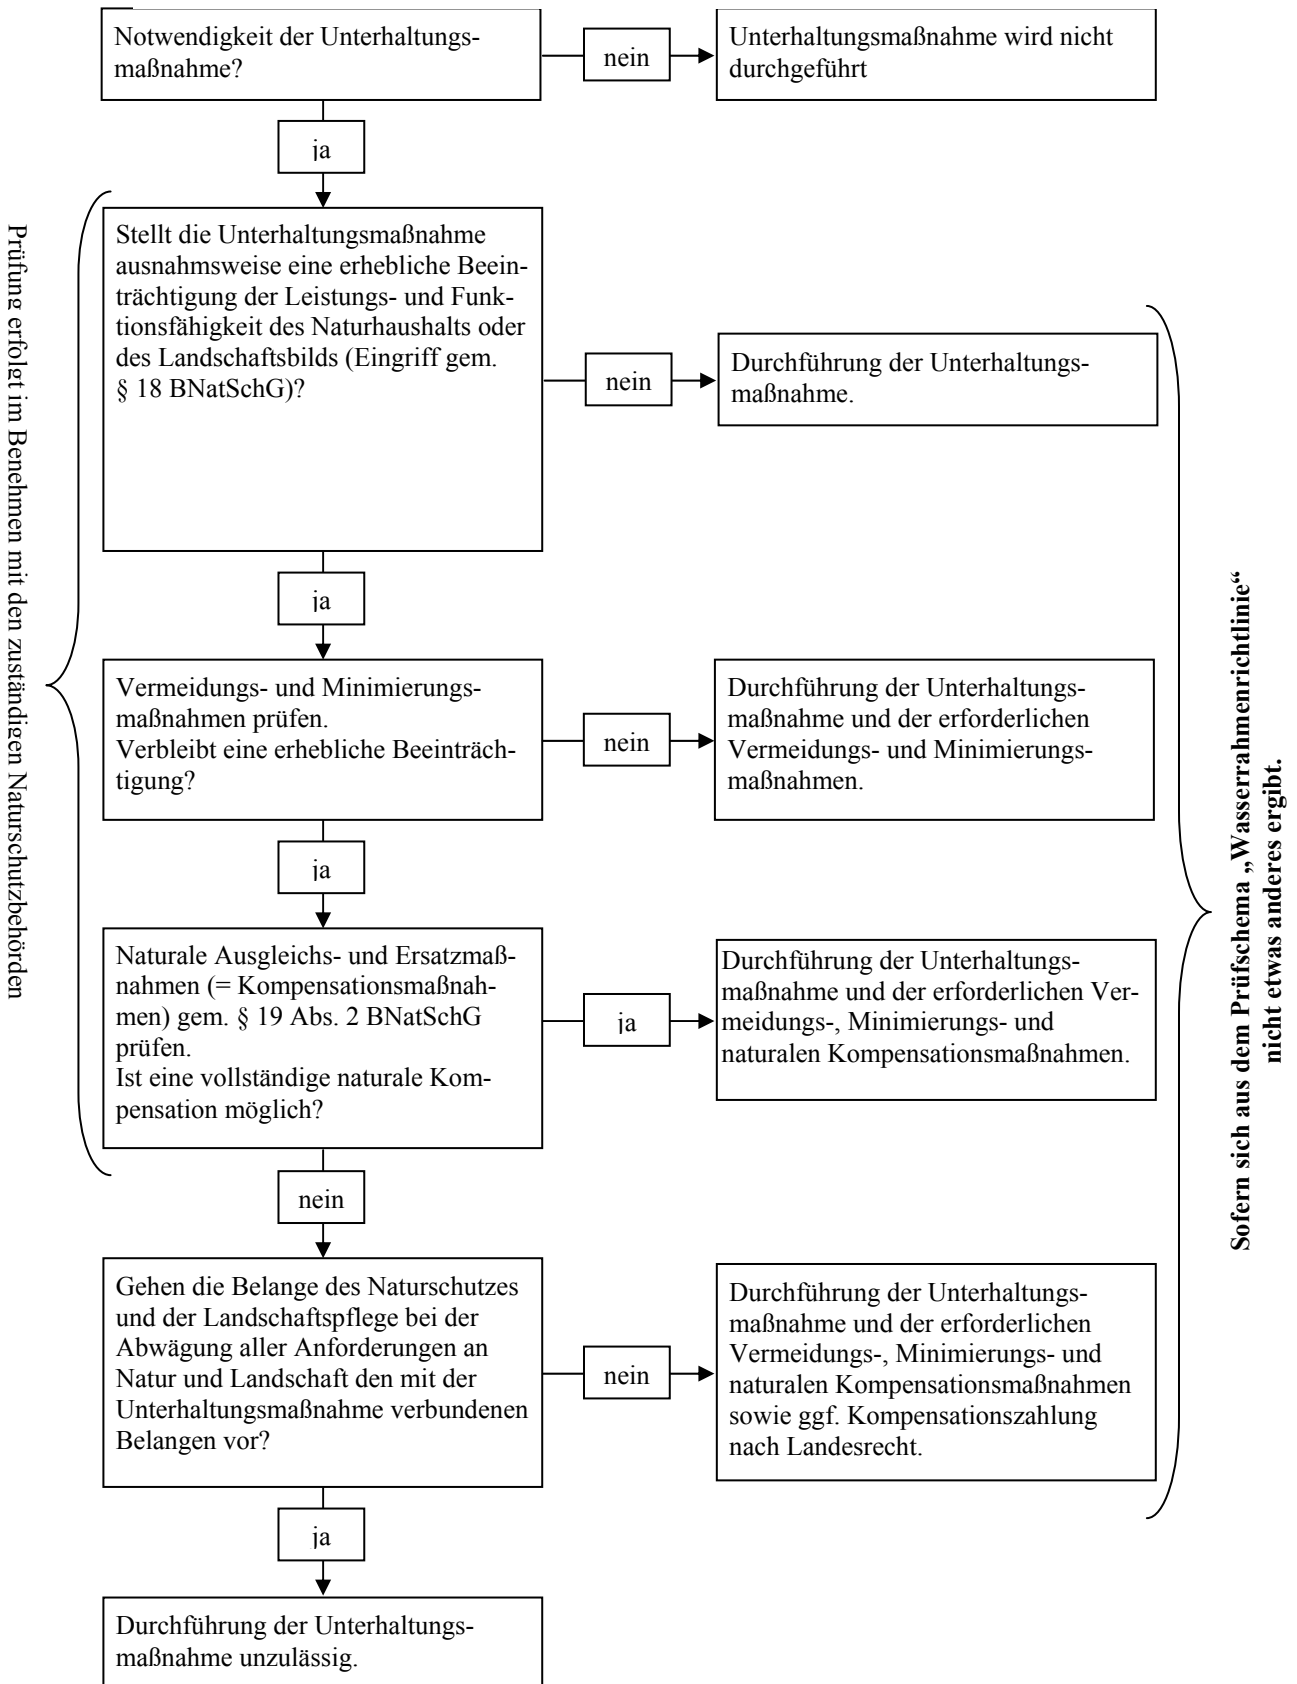 Notwendigkeit der Unterhaltungs-
maßnahme?
nein
Unterhaltungsmaßnahme wird nicht
durchgeführt
ja
Prüfung erfolgt im Benehmen mit den zuständigen Naturschutzbehörden
Stellt die Unterhaltungsmaßnahme
ausnahmsweise eine erhebliche Beein-
trächtigung der Leistungs- und Funk-
tionsfähigkeit des Naturhaushalts oder
des Landschaftsbilds (Eingriff gem.
§ 18 BNatSchG)?
nein
Durchführung der Unterhaltungs-
maßnahme.
ja
Vermeidungs- und Minimierungs-
maßnahmen prüfen.
Verbleibt eine erhebliche Beeinträch-
tigung?
nein
Durchführung der Unterhaltungs-
maßnahme und der erforderlichen
Vermeidungs- und Minimierungs-
maßnahmen.
ja
Naturale Ausgleichs- und Ersatzmaß-
nahmen (= Kompensationsmaßnah-
men) gem. § 19 Abs. 2 BNatSchG
prüfen.
Ist eine vollständige naturale Kom-
pensation möglich?
ja
Durchführung der Unterhaltungs-
maßnahme und der erforderlichen Ver-
meidungs-, Minimierungs- und
naturalen Kompensationsmaßnahmen.
nein
Gehen die Belange des Naturschutzes
und der Landschaftspflege bei der
Abwägung aller Anforderungen an
Natur und Landschaft den mit der
Unterhaltungsmaßnahme verbundenen
Belangen vor?
nein
Durchführung der Unterhaltungs-
maßnahme und der erforderlichen
Vermeidungs-, Minimierungs- und
naturalen Kompensationsmaßnahmen
sowie ggf. Kompensationszahlung
nach Landesrecht.
ja
Durchführung der Unterhaltungs-
maßnahme unzulässig.
Sofern sich aus dem Prüfschema „Wasserrahmenrichtlinie“
nicht etwas anderes ergibt.